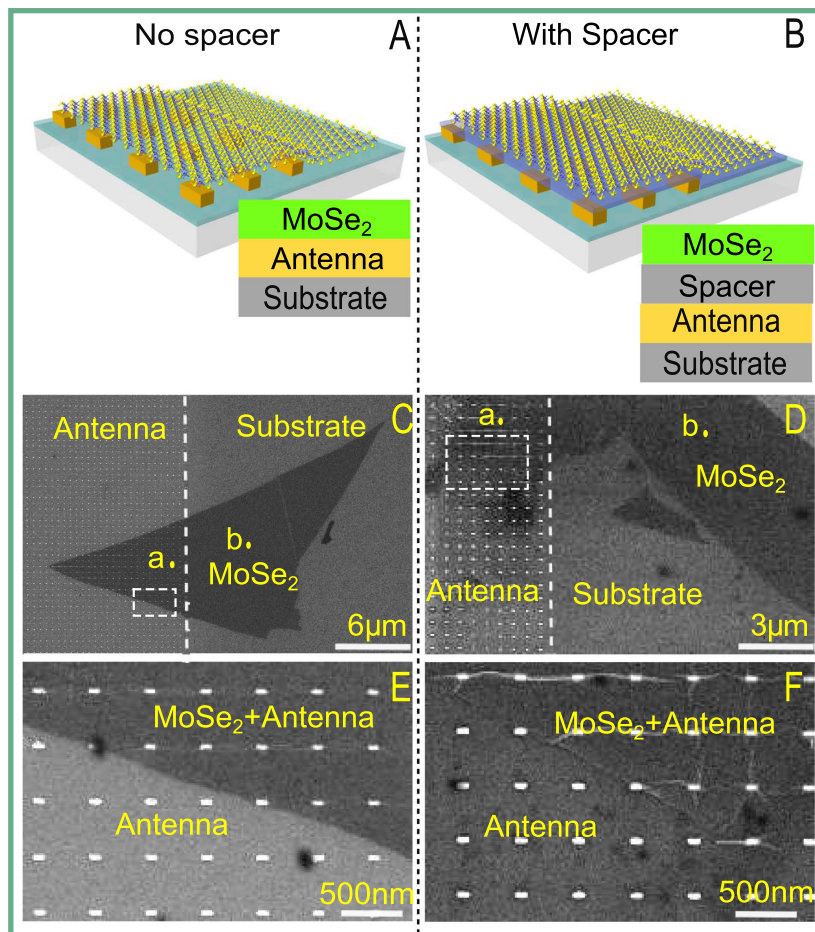 No spacer
A
MoSe₂
Antenna
Substrate
With Spacer
B
MoSe₂
Spacer
Antenna
Substrate
Antenna
Substrate
C
a.
b.
MoSe₂
6μm
a.
b.
D
MoSe₂
Antenna
Substrate
3μm
E
MoSe₂+Antenna
Antenna
500nm
F
MoSe₂+Antenna
Antenna
500nm